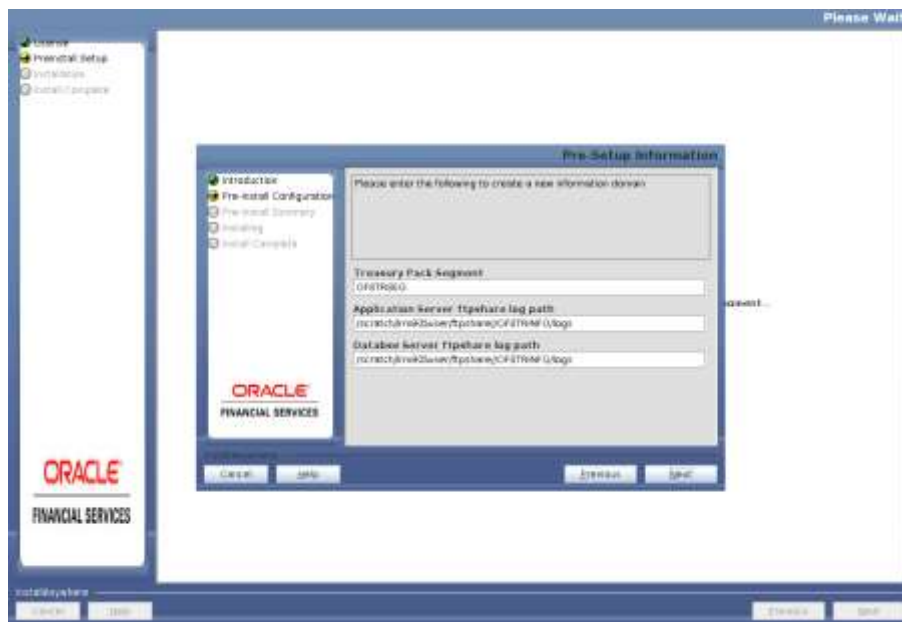 Please Wait
License
Preinstall Setup
Installation
Install Complete
Pre-Setup Information
Introduction
Pre-Install Configuration
Pre-Install Summary
Installing
Install Complete
Please enter the following to create a new information domain
Treasury Pack Segment
Application Server ftpshare log path
Databse Server ftpshare log path
ORACLE
FINANCIAL SERVICES
InstallAnywhere
Cancel
Help
Previous
Next
ORACLE
FINANCIAL SERVICES
InstallAnywhere
Cancel
Help
Previous
Next